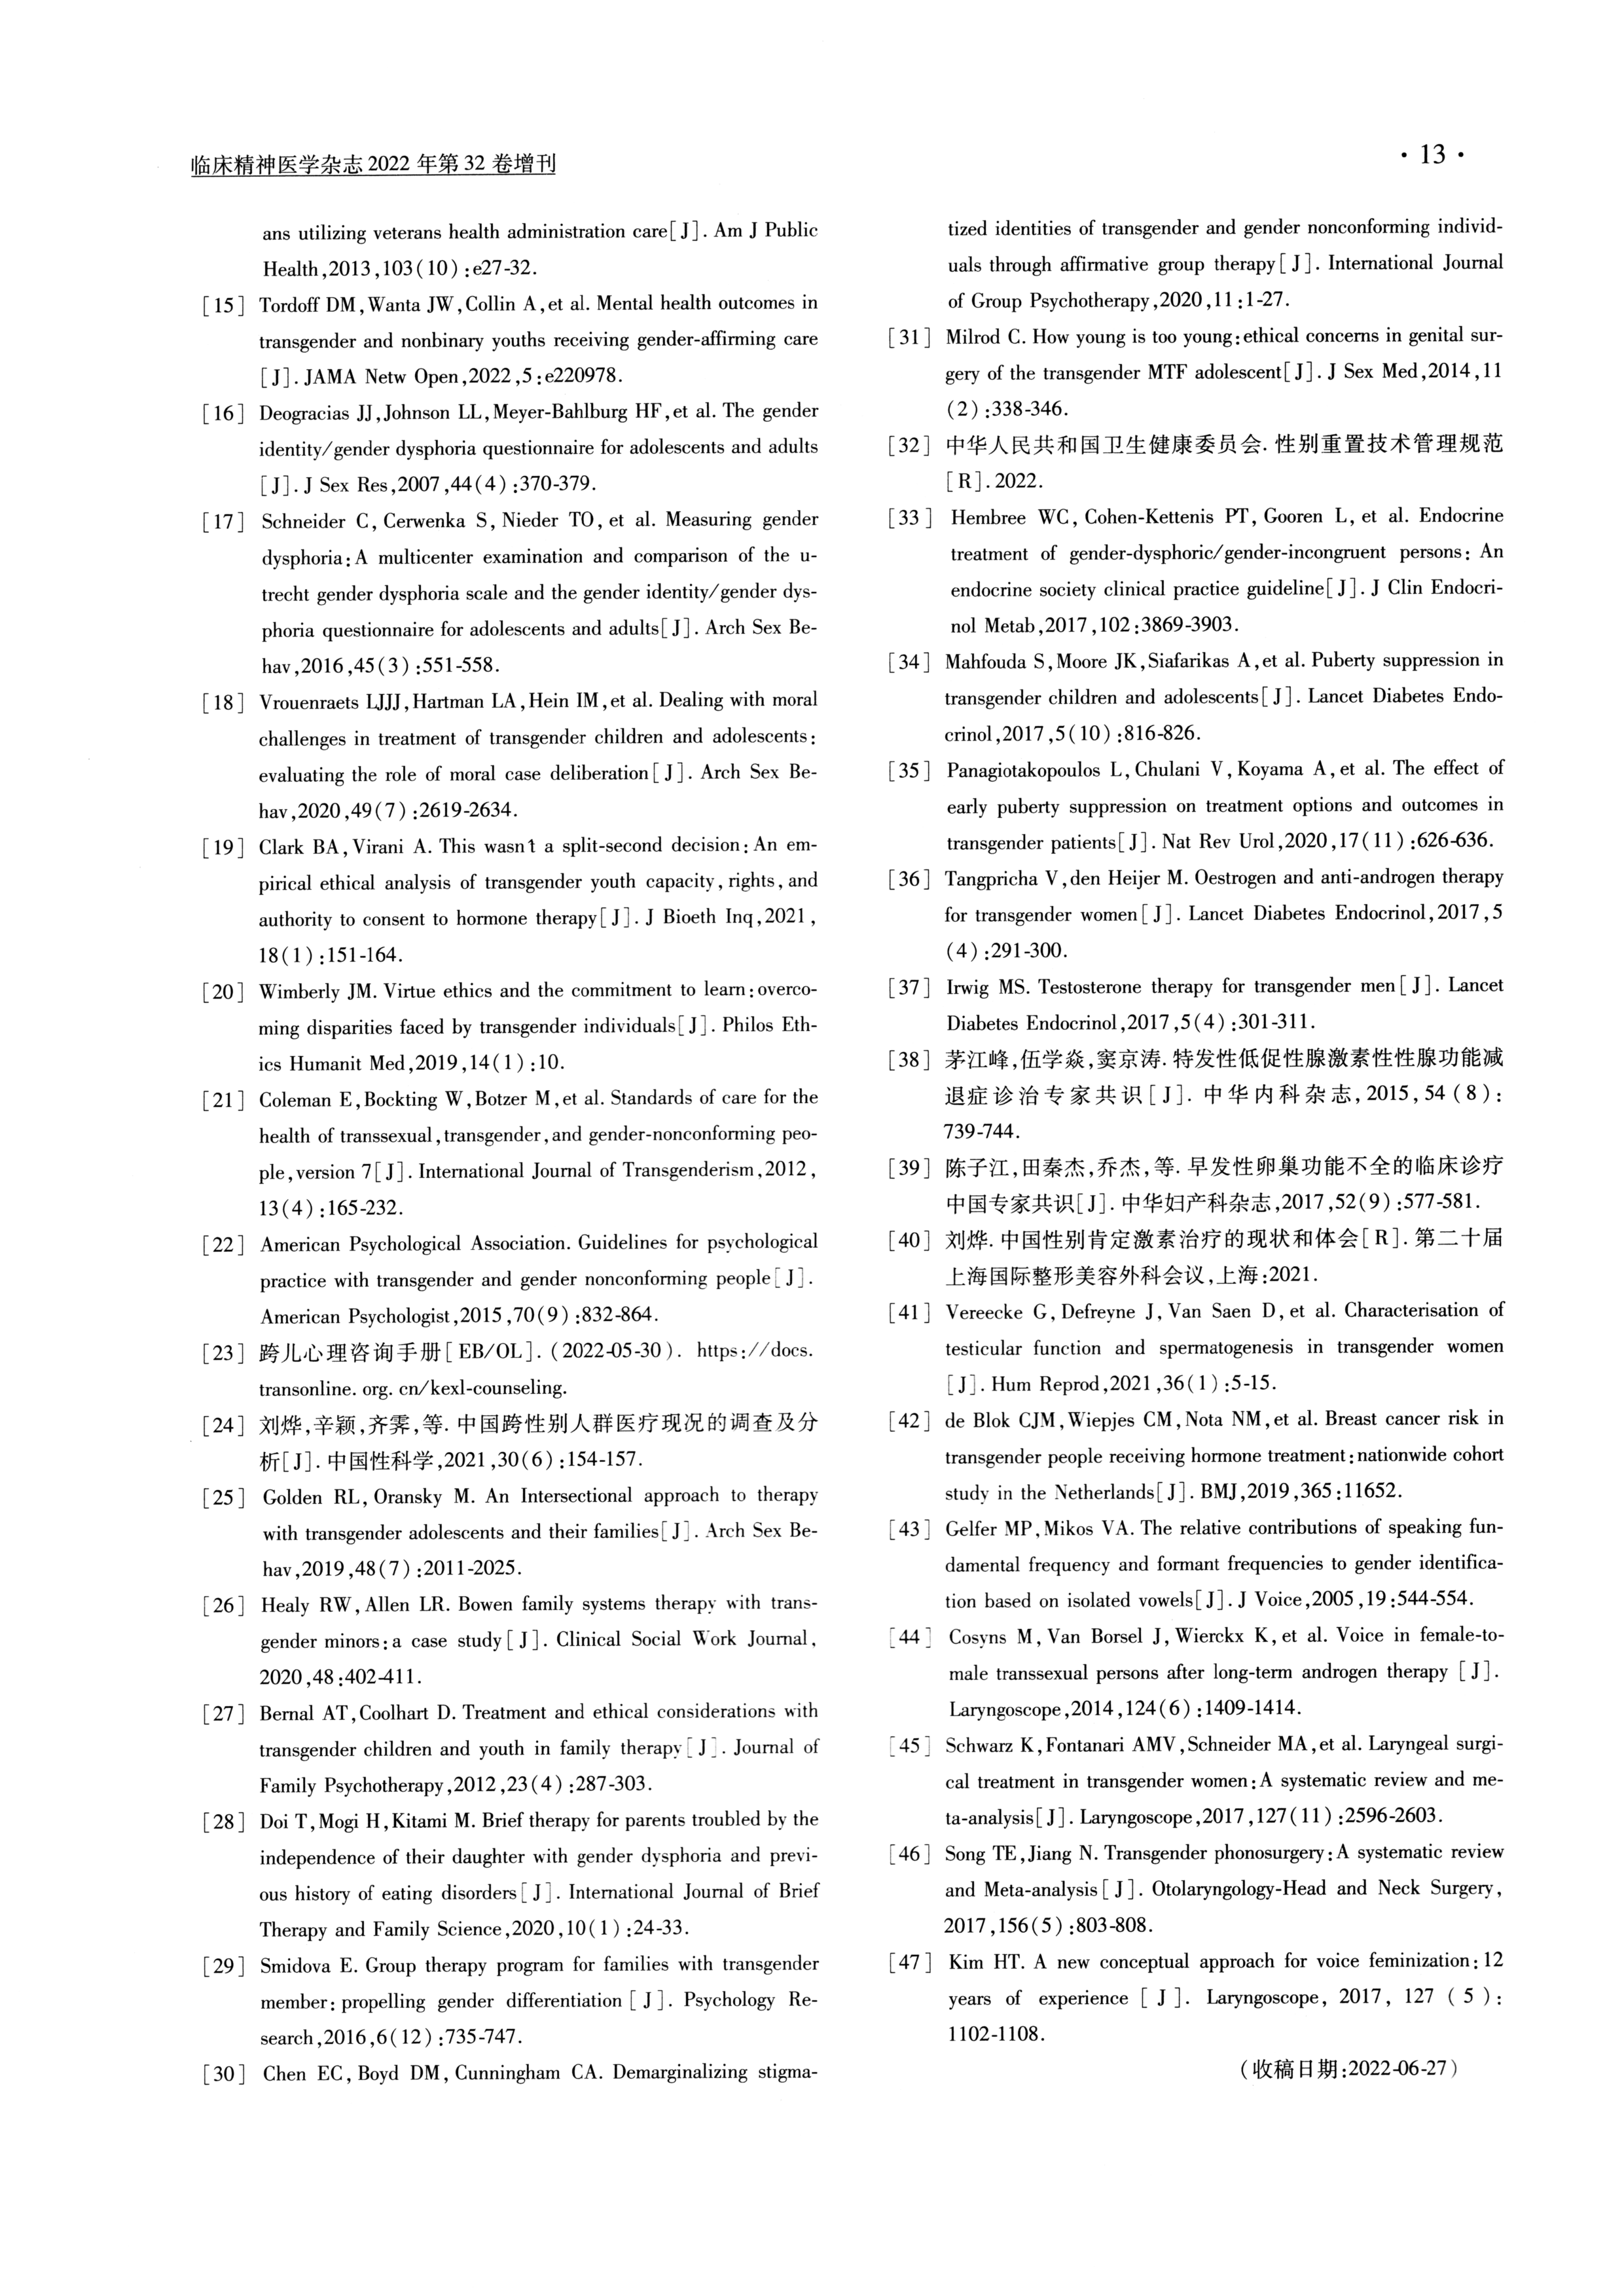 临床精神医学杂志2022年第32卷增刊
·13·
ans utilizing veterans health administration care[J]. Am J Public
Health,2013,103(10):e27-32.
[15] Tordoff DM,Wanta JW,Collin A,et al. Mental health outcomes in
transgender and nonbinary youths receiving gender-affirming care
[J]. JAMA Netw Open,2022,5:e220978.
[16] Deogracias JJ,Johnson LL,Meyer-Bahlburg HF,et al. The gender
identity/gender dysphoria questionnaire for adolescents and adults
[J]. J Sex Res,2007,44(4):370-379.
[17] Schneider C, Cerwenka S, Nieder TO, et al. Measuring gender
dysphoria: A multicenter examination and comparison of the u-
trecht gender dysphoria scale and the gender identity/gender dys-
phoria questionnaire for adolescents and adults[J]. Arch Sex Be-
hav,2016,45(3):551-558.
[18] Vrouenraets LJJJ,Hartman LA,Hein IM,et al. Dealing with moral
challenges in treatment of transgender children and adolescents:
evaluating the role of moral case deliberation[J]. Arch Sex Be-
hav,2020,49(7):2619-2634.
[19] Clark BA,Virani A. This wasn't a split-second decision: An em-
pirical ethical analysis of transgender youth capacity, rights, and
authority to consent to hormone therapy[J]. J Bioeth Inq,2021,
18(1):151-164.
[20] Wimberly JM. Virtue ethics and the commitment to learn:overco-
ming disparities faced by transgender individuals[J]. Philos Eth-
ics Humanit Med,2019,14(1):10.
[21] Coleman E,Bockting W,Botzer M,et al. Standards of care for the
health of transsexual,transgender,and gender-nonconforming peo-
ple,version 7[J]. International Journal of Transgenderism,2012,
13(4):165-232.
[22] American Psychological Association. Guidelines for psychological
practice with transgender and gender nonconforming people[J].
American Psychologist,2015,70(9):832-864.
[23] 跨儿心理咨询手册[EB/OL]. (2022-05-30). https://docs.
transonline. org. cn/kexl-counseling.
[24] 刘烨,辛颖,齐霁,等. 中国跨性别人群医疗现况的调查及分
析[J]. 中国性科学,2021,30(6):154-157.
[25] Golden RL, Oransky M. An Intersectional approach to therapy
with transgender adolescents and their families[J]. Arch Sex Be-
hav,2019,48(7):2011-2025.
[26] Healy RW,Allen LR. Bowen family systems therapy with trans-
gender minors:a case study[J]. Clinical Social Work Journal,
2020,48:402-411.
[27] Bernal AT,Coolhart D. Treatment and ethical considerations with
transgender children and youth in family therapy[J]. Journal of
Family Psychotherapy,2012,23(4):287-303.
[28] Doi T,Mogi H,Kitami M. Brief therapy for parents troubled by the
independence of their daughter with gender dysphoria and previ-
ous history of eating disorders[J]. International Journal of Brief
Therapy and Family Science,2020,10(1):24-33.
[29] Smidova E. Group therapy program for families with transgender
member: propelling gender differentiation [J]. Psychology Re-
search,2016,6(12):735-747.
[30] Chen EC, Boyd DM, Cunningham CA. Demarginalizing stigma-
tized identities of transgender and gender nonconforming individ-
uals through affirmative group therapy[J]. International Journal
of Group Psychotherapy,2020,11:1-27.
[31] Milrod C. How young is too young:ethical concerns in genital sur-
gery of the transgender MTF adolescent[J]. J Sex Med,2014,11
(2):338-346.
[32] 中华人民共和国卫生健康委员会. 性别重置技术管理规范
[R]. 2022.
[33] Hembree WC, Cohen-Kettenis PT, Gooren L, et al. Endocrine
treatment of gender-dysphoric/gender-incongruent persons: An
endocrine society clinical practice guideline[J]. J Clin Endocri-
nol Metab,2017,102:3869-3903.
[34] Mahfouda S,Moore JK,Siafarikas A,et al. Puberty suppression in
transgender children and adolescents[J]. Lancet Diabetes Endo-
crinol,2017,5(10):816-826.
[35] Panagiotakopoulos L,Chulani V,Koyama A,et al. The effect of
early puberty suppression on treatment options and outcomes in
transgender patients[J]. Nat Rev Urol,2020,17(11):626-636.
[36] Tangpricha V,den Heijer M. Oestrogen and anti-androgen therapy
for transgender women[J]. Lancet Diabetes Endocrinol,2017,5
(4):291-300.
[37] Irwig MS. Testosterone therapy for transgender men[J]. Lancet
Diabetes Endocrinol,2017,5(4):301-311.
[38] 茅江峰,伍学焱,窦京涛. 特发性低促性腺激素性性腺功能减
退症诊治专家共识[J]. 中华内科杂志,2015,54(8):
739-744.
[39] 陈子江,田秦杰,乔杰,等. 早发性卵巢功能不全的临床诊疗
中国专家共识[J]. 中华妇产科杂志,2017,52(9):577-581.
[40] 刘烨. 中国性别肯定激素治疗的现状和体会[R]. 第二十届
上海国际整形美容外科会议,上海:2021.
[41] Vereecke G, Defreyne J, Van Saen D, et al. Characterisation of
testicular function and spermatogenesis in transgender women
[J]. Hum Reprod,2021,36(1):5-15.
[42] de Blok CJM,Wiepjes CM,Nota NM,et al. Breast cancer risk in
transgender people receiving hormone treatment:nationwide cohort
study in the Netherlands[J]. BMJ,2019,365:11652.
[43] Gelfer MP,Mikos VA. The relative contributions of speaking fun-
damental frequency and formant frequencies to gender identifica-
tion based on isolated vowels[J]. J Voice,2005,19:544-554.
[44] Cosyns M, Van Borsel J, Wierckx K, et al. Voice in female-to-
male transsexual persons after long-term androgen therapy [J].
Laryngoscope,2014,124(6):1409-1414.
[45] Schwarz K,Fontanari AMV,Schneider MA,et al. Laryngeal surgi-
cal treatment in transgender women: A systematic review and me-
ta-analysis[J]. Laryngoscope,2017,127(11):2596-2603.
[46] Song TE,Jiang N. Transgender phonosurgery: A systematic review
and Meta-analysis[J]. Otolaryngology-Head and Neck Surgery,
2017,156(5):803-808.
[47] Kim HT. A new conceptual approach for voice feminization: 12
years of experience [J]. Laryngoscope, 2017, 127 (5):
1102-1108.
(收稿日期:2022-06-27)